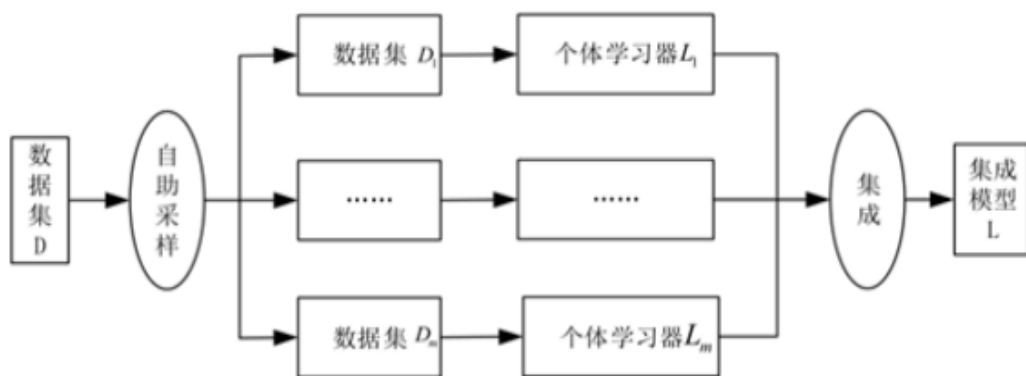 数据集D
自助采样
数据集 D₁
个体学习器L₁
……
……
数据集 Dₘ
个体学习器Lₘ
集成
集成
模型
L